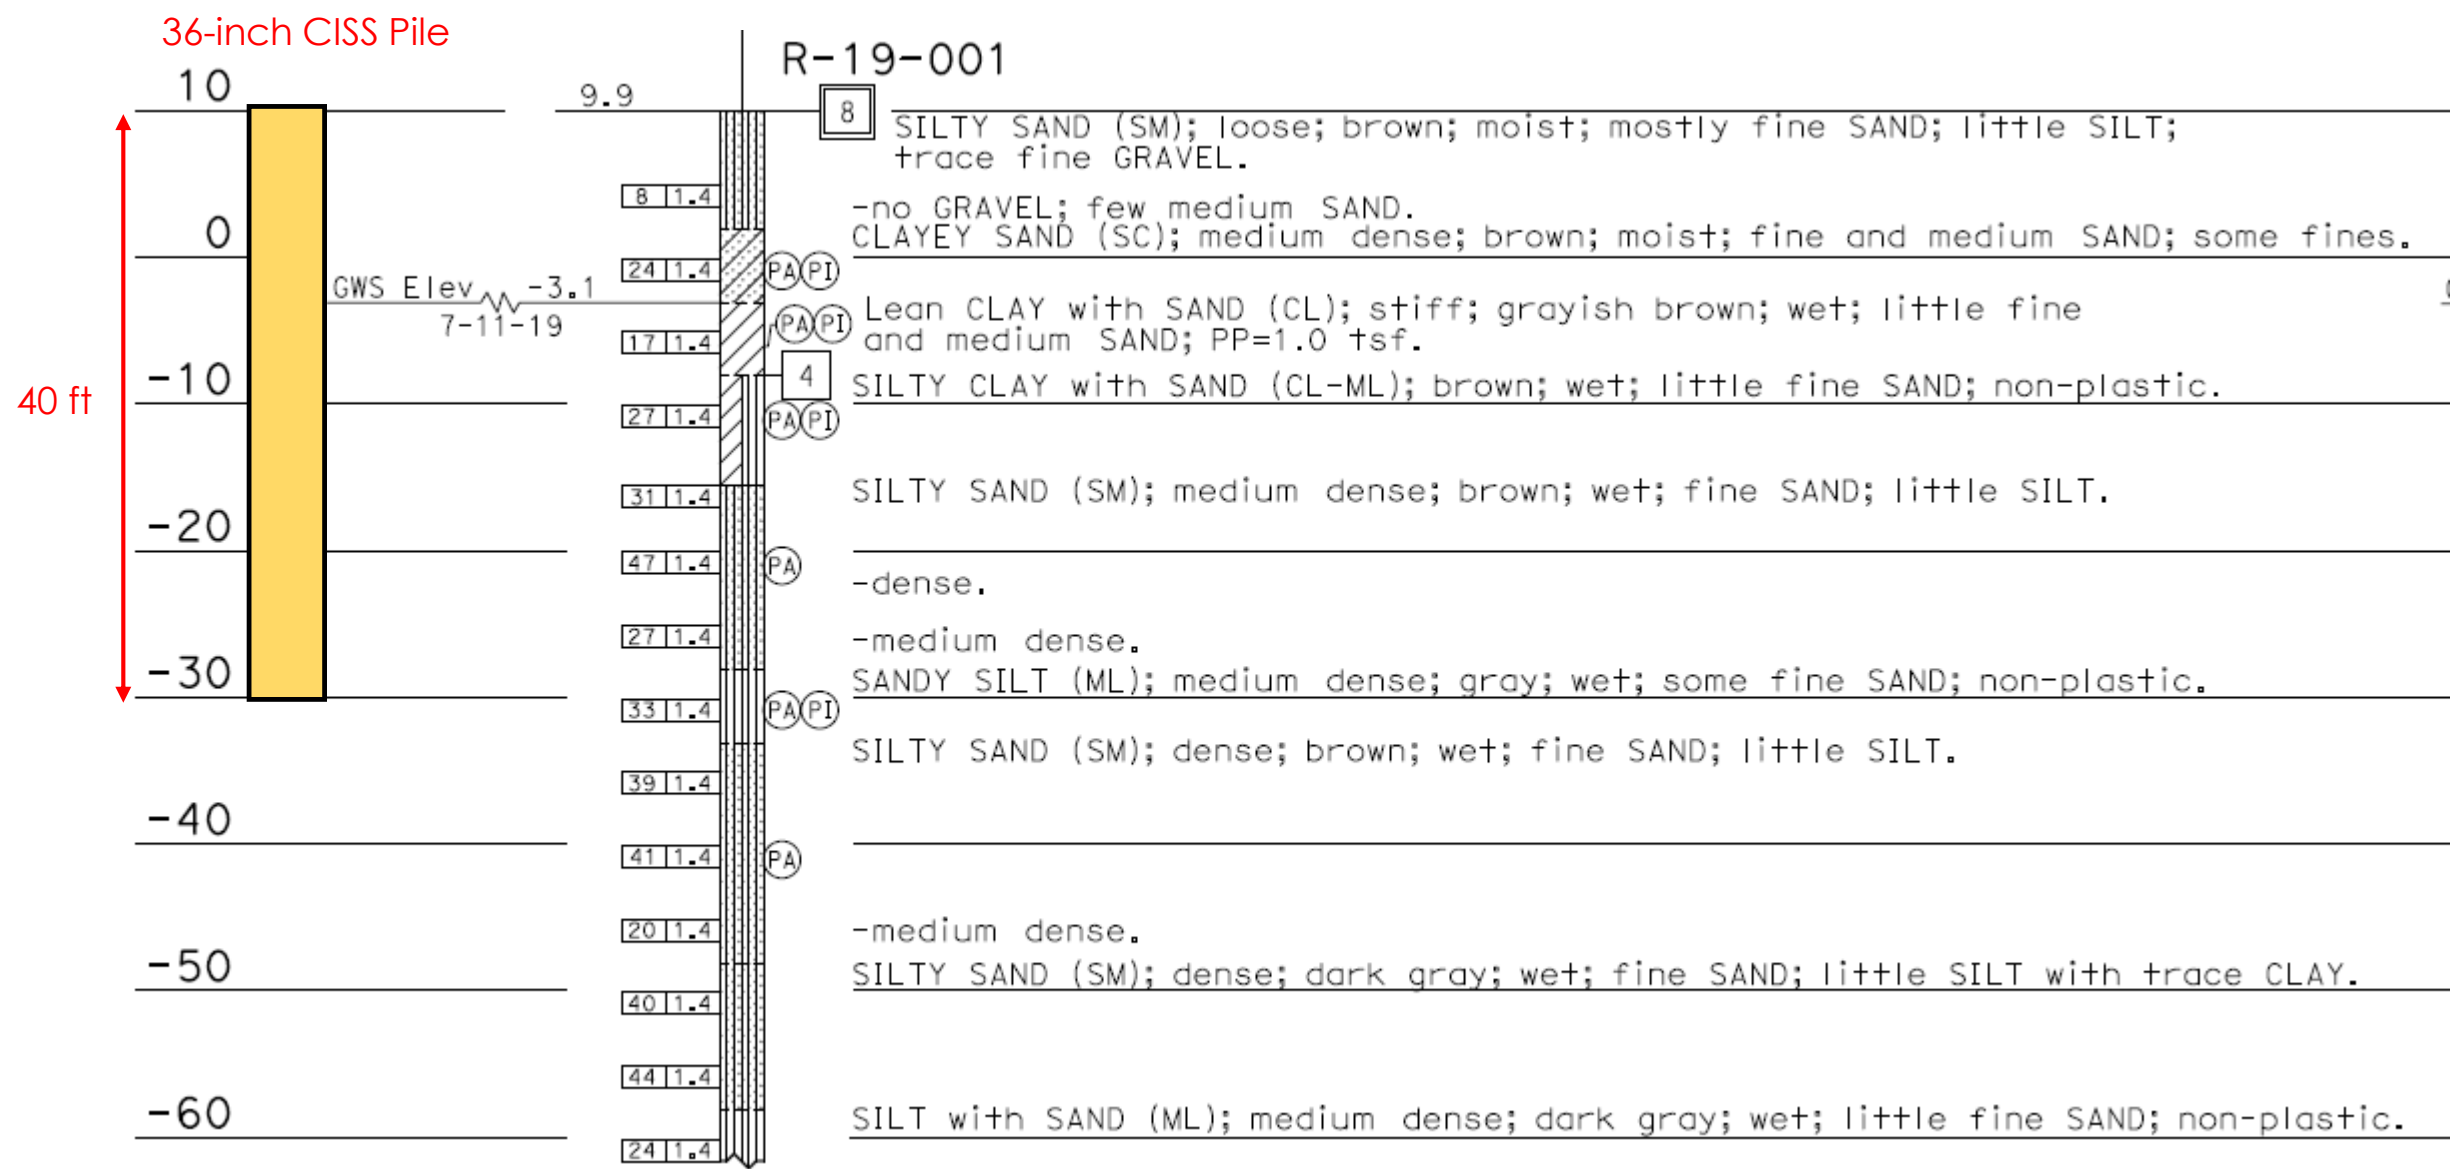 36-inch CISS Pile
R-19-001
10
9.9
8
SILTY SAND (SM); loose; brown; moist; mostly fine SAND; little SILT;
trace fine GRAVEL.
8 1.4
-no GRAVEL; few medium SAND.
0
CLAYEY SAND (SC); medium dense; brown; moist; fine and medium SAND; some fines.
24 1.4 PA PI
GWS Elev -3.1
7-11-19
Lean CLAY with SAND (CL); stiff; grayish brown; wet; little fine
and medium SAND; PP=1.0 tsf.
17 1.4 PA PI
40 ft
-10
4
SILTY CLAY with SAND (CL-ML); brown; wet; little fine SAND; non-plastic.
27 1.4 PA PI
31 1.4
SILTY SAND (SM); medium dense; brown; wet; fine SAND; little SILT.
-20
47 1.4 PA
-dense.
27 1.4
-medium dense.
-30
SANDY SILT (ML); medium dense; gray; wet; some fine SAND; non-plastic.
33 1.4 PA PI
SILTY SAND (SM); dense; brown; wet; fine SAND; little SILT.
39 1.4
-40
41 1.4 PA
20 1.4
-medium dense.
-50
SILTY SAND (SM); dense; dark gray; wet; fine SAND; little SILT with trace CLAY.
40 1.4
44 1.4
-60
SILT with SAND (ML); medium dense; dark gray; wet; little fine SAND; non-plastic.
24 1.4